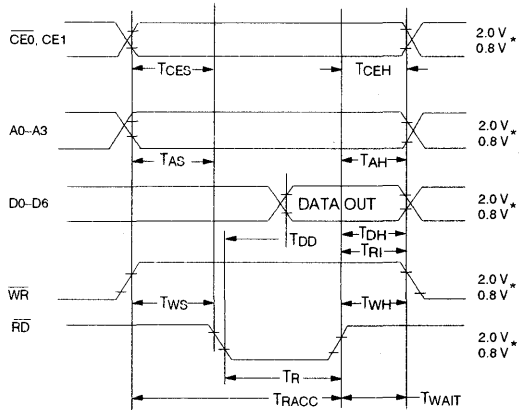 CE0, CE1
2.0 V
0.8 V *
TCES
TCEH
A0–A3
2.0 V
0.8 V *
TAS
TAH
D0–D6
DATA OUT
2.0 V
0.8 V *
TDD
TDH
TRI
WR
2.0 V
0.8 V *
TWS
TWH
RD
2.0 V
0.8 V *
TR
TRACC
TWAIT